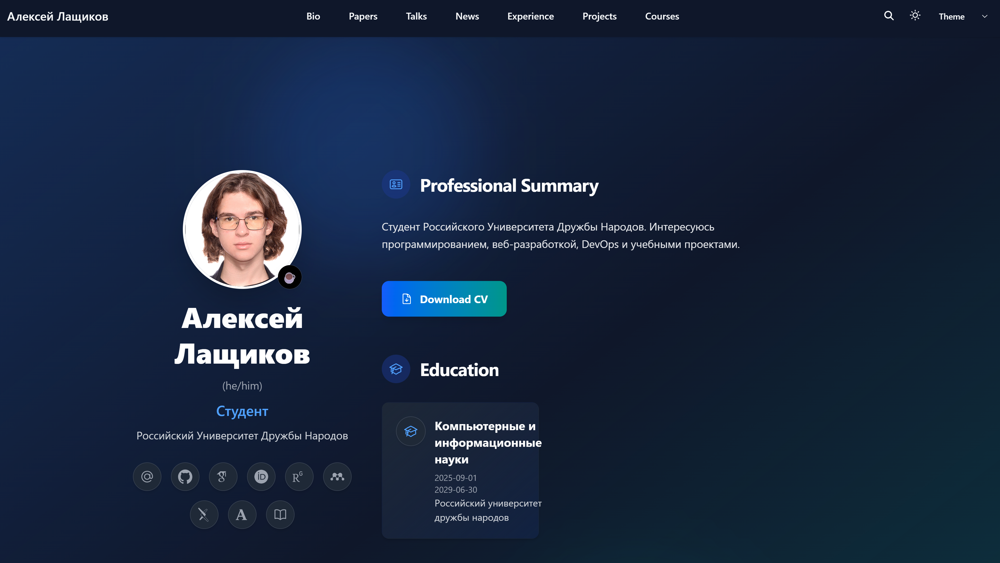 Алексей Лащиков
Bio
Papers
Talks
News
Experience
Projects
Courses
Theme
Алексей
Лащиков
(he/him)
Студент
Российский Университет Дружбы Народов
Professional Summary
Студент Российского Университета Дружбы Народов. Интересуюсь
программированием, веб-разработкой, DevOps и учебными проектами.
Download CV
Education
Компьютерные и
информационные
науки
2025-09-01
2029-06-30
Российский университет
дружбы народов